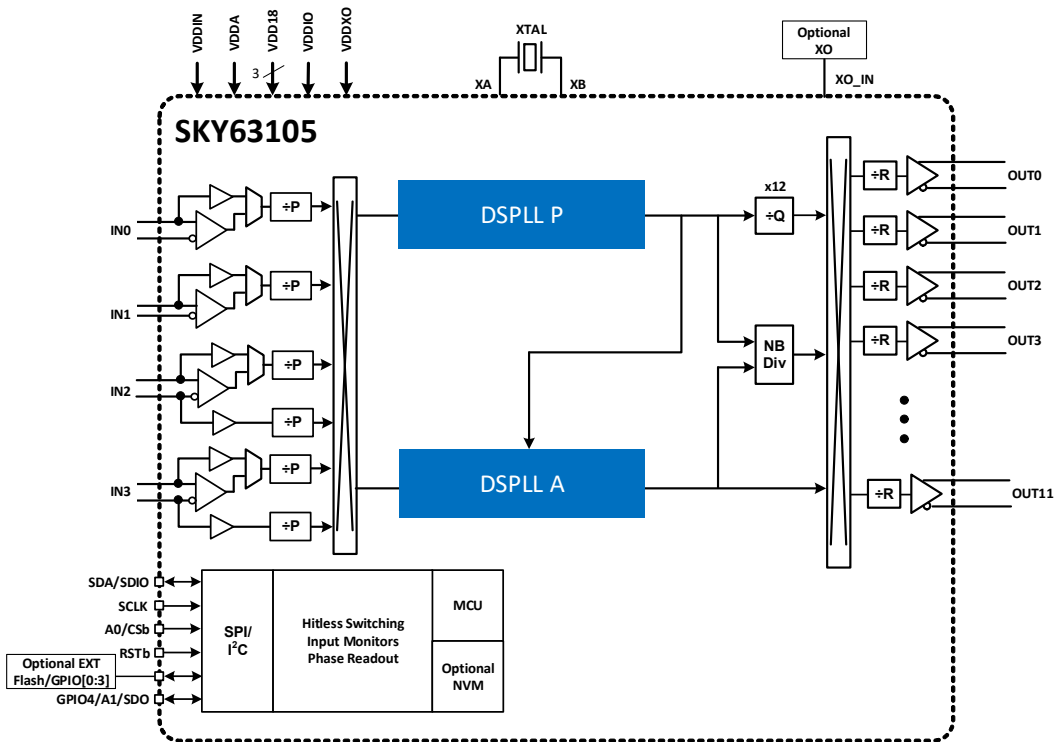 VDDIN
VDDA
VDD18
VDDIO
VDDXO
3
XTAL
XA
XB
Optional
XO
XO_IN
SKY63105
IN0
÷P
IN1
÷P
IN2
÷P
÷P
IN3
÷P
÷P
DSPLL P
DSPLL A
x12
÷Q
NB
Div
÷R
OUT0
÷R
OUT1
÷R
OUT2
÷R
OUT3
÷R
OUT11
SDA/SDIO
SCLK
A0/CSb
RSTb
Optional EXT
Flash/GPIO[0:3]
GPIO4/A1/SDO
SPI/
I²C
Hitless Switching
Input Monitors
Phase Readout
MCU
Optional
NVM